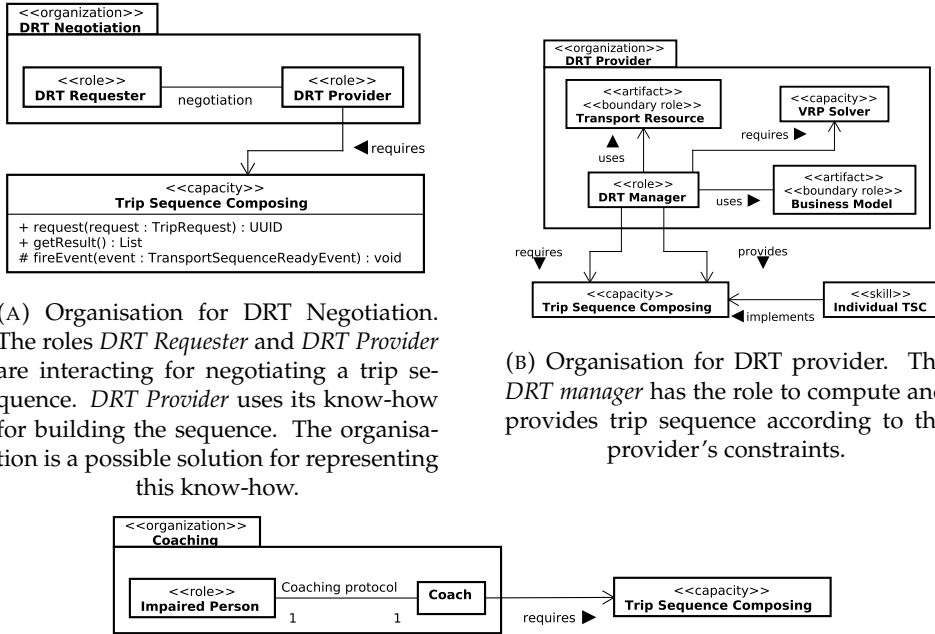 <<organization>>
DRT Negotiation
<<role>>
DRT Requester
negotiation
<<role>>
DRT Provider
requires
<<capacity>>
Trip Sequence Composing
+ request(request : TripRequest) : UUID
+ getResult() : List
# fireEvent(event : TransportSequenceReadyEvent) : void
(A) Organisation for DRT Negotiation.
The roles DRT Requester and DRT Provider
are interacting for negotiating a trip se-
quence. DRT Provider uses its know-how
for building the sequence. The organisa-
tion is a possible solution for representing
this know-how.
<<organization>>
DRT Provider
<<artifact>>
<<boundary role>>
Transport Resource
<<capacity>>
VRP Solver
requires
uses
<<role>>
DRT Manager
uses
<<artifact>>
<<boundary role>>
Business Model
requires
provides
<<capacity>>
Trip Sequence Composing
implements
<<skill>>
Individual TSC
(B) Organisation for DRT provider. Th
DRT manager has the role to compute and
provides trip sequence according to th
provider's constraints.
<<organization>>
Coaching
<<role>>
Impaired Person
Coaching protocol
1 1
Coach
requires
<<capacity>>
Trip Sequence Composing